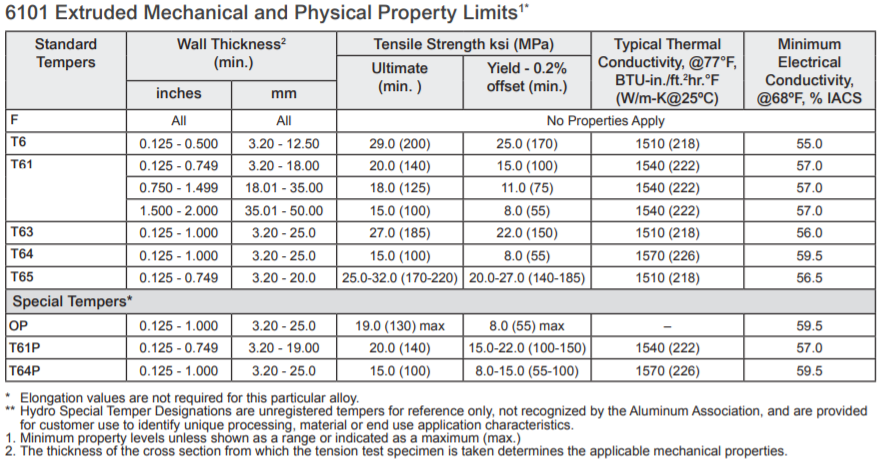 6101 Extruded Mechanical and Physical Property Limits1*
Standard Tempers Wall Thickness2 (min.) Tensile Strength ksi (MPa) Typical Thermal Conductivity, @77°F, BTU-in./ft.2hr.°F (W/m-K@25ºC) Minimum Electrical Conductivity, @68°F, % IACS
inches mm Ultimate (min. ) Yield - 0.2% offset (min.)
F All All No Properties Apply
T6 0.125 - 0.500 3.20 - 12.50 29.0 (200) 25.0 (170) 1510 (218) 55.0
T61 0.125 - 0.749 3.20 - 18.00 20.0 (140) 15.0 (100) 1540 (222) 57.0
0.750 - 1.499 18.01 - 35.00 18.0 (125) 11.0 (75) 1540 (222) 57.0
1.500 - 2.000 35.01 - 50.00 15.0 (100) 8.0 (55) 1540 (222) 57.0
T63 0.125 - 1.000 3.20 - 25.0 27.0 (185) 22.0 (150) 1510 (218) 56.0
T64 0.125 - 1.000 3.20 - 25.0 15.0 (100) 8.0 (55) 1570 (226) 59.5
T65 0.125 - 0.749 3.20 - 20.0 25.0-32.0 (170-220) 20.0-27.0 (140-185) 1510 (218) 56.5
Special Tempers*
OP 0.125 - 1.000 3.20 - 25.0 19.0 (130) max 8.0 (55) max – 59.5
T61P 0.125 - 0.749 3.20 - 19.00 20.0 (140) 15.0-22.0 (100-150) 1540 (222) 57.0
T64P 0.125 - 1.000 3.20 - 25.0 15.0 (100) 8.0-15.0 (55-100) 1570 (226) 59.5
* Elongation values are not required for this particular alloy.
** Hydro Special Temper Designations are unregistered tempers for reference only, not recognized by the Aluminum Association, and are provided
for customer use to identify unique processing, material or end use application characteristics.
1. Minimum property levels unless shown as a range or indicated as a maximum (max.)
2. The thickness of the cross section from which the tension test specimen is taken determines the applicable mechanical properties.